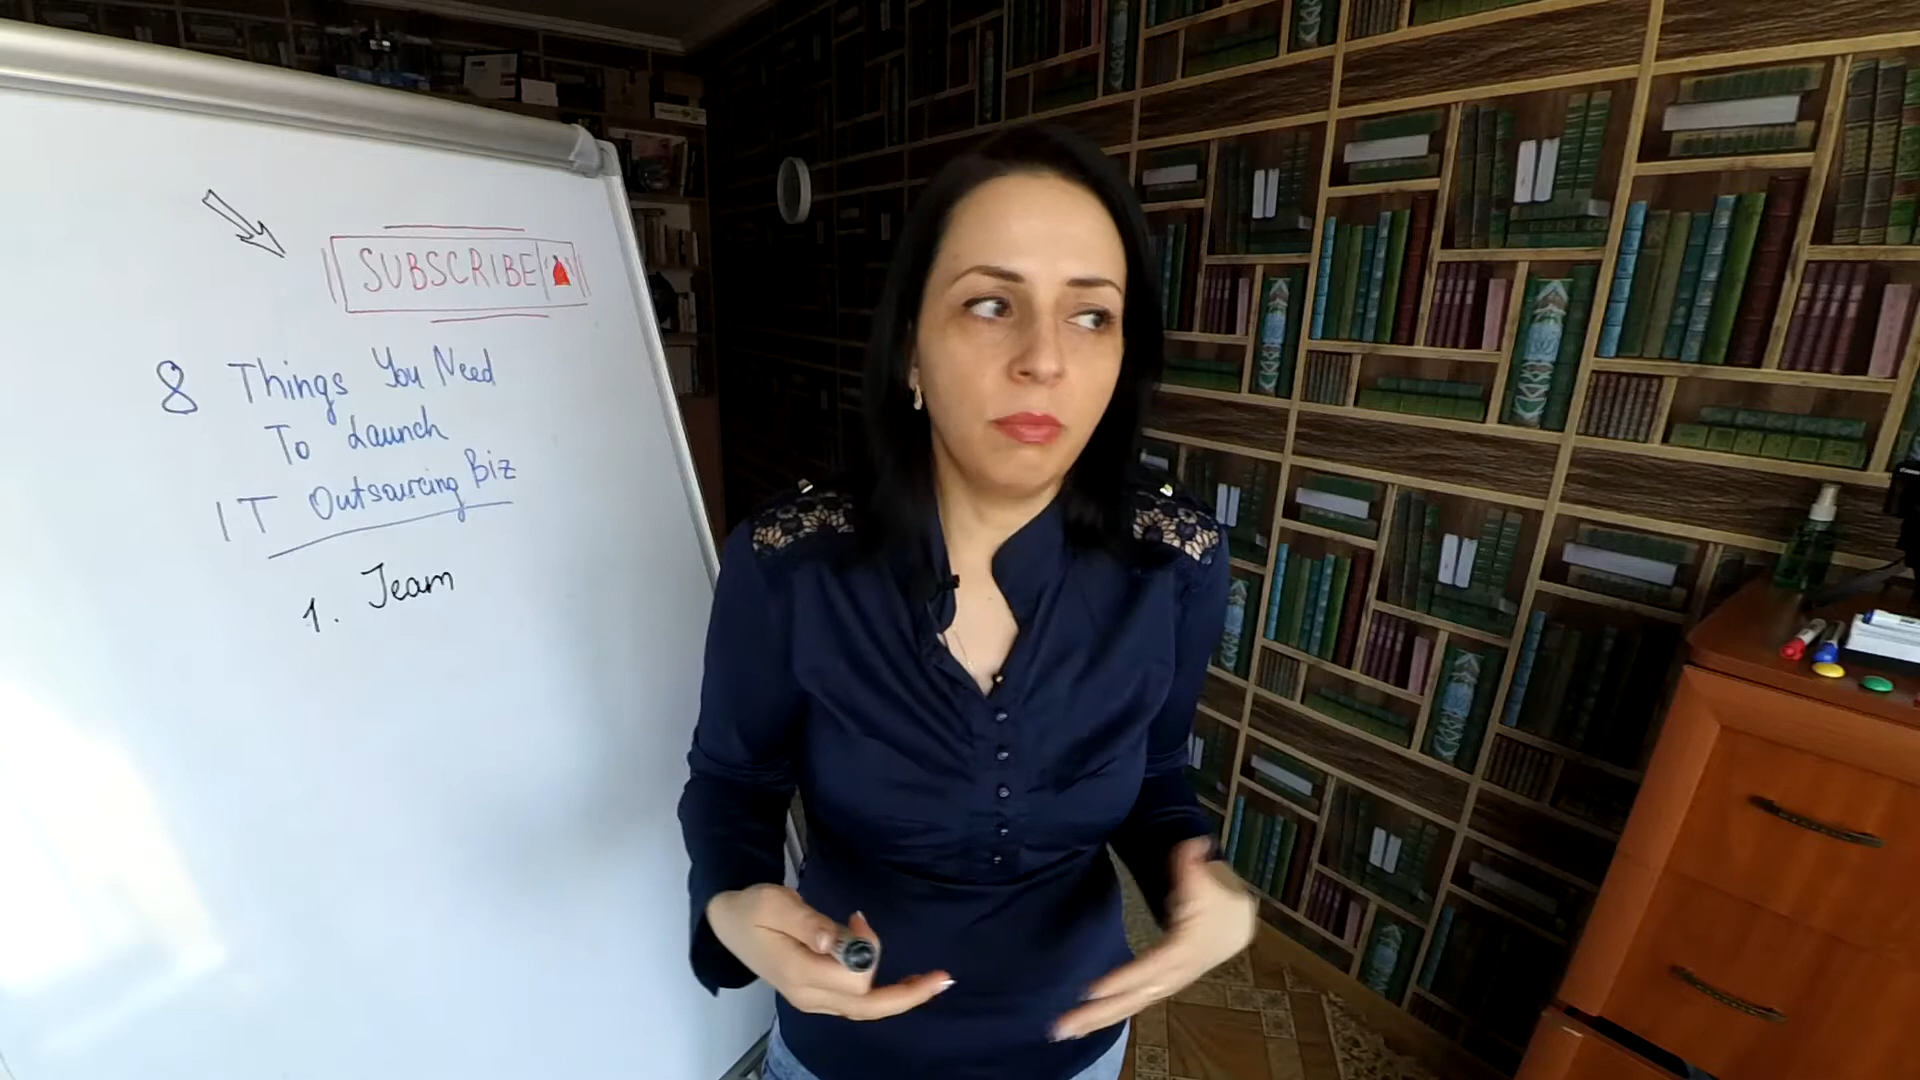 SUBSCRIBE
8 Things You Need
To Launch
IT Outsourcing Biz
1. Team